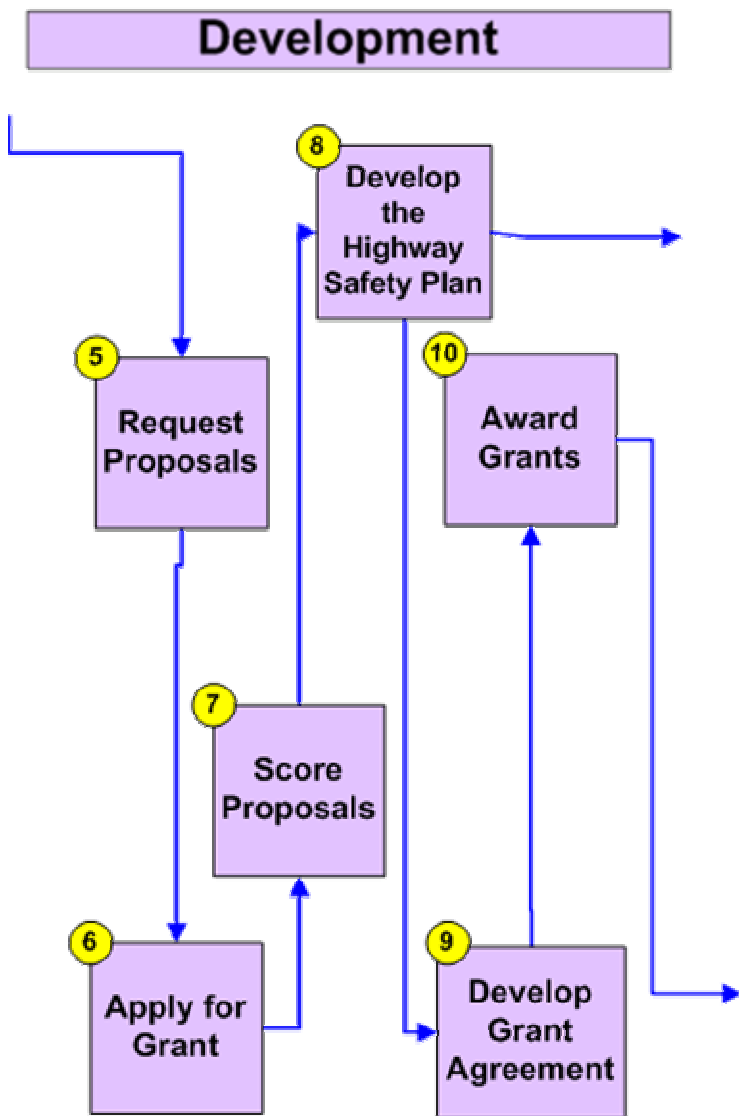 Development
5
Request
Proposals
6
Apply for
Grant
7
Score
Proposals
8
Develop
the
Highway
Safety Plan
9
Develop
Grant
Agreement
10
Award
Grants